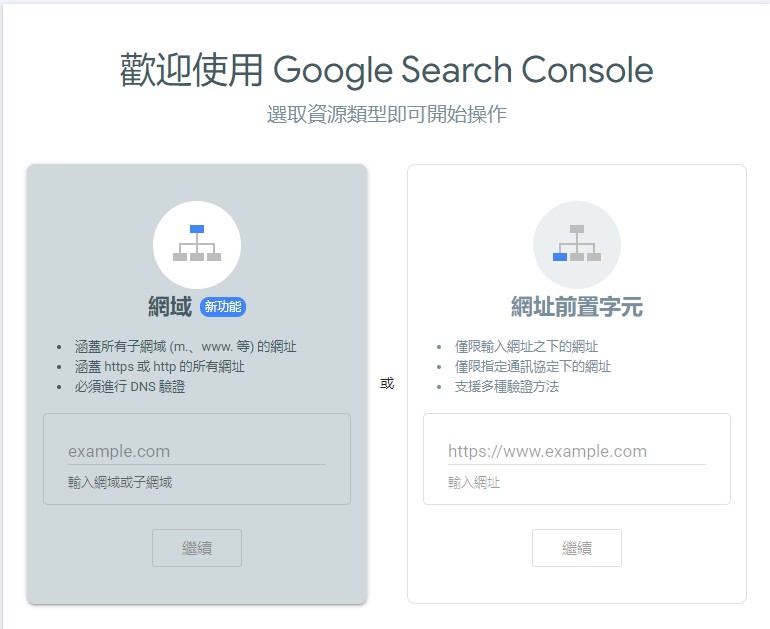 歡迎使用 Google Search Console
選取資源類型即可開始操作
網域 新功能
涵蓋所有子網域 (m.、www. 等) 的網址
涵蓋 https 或 http 的所有網址
必須進行 DNS 驗證
example.com
輸入網域或子網域
繼續
或
網址前置字元
僅限輸入網址之下的網址
僅限指定通訊協定下的網址
支援多種驗證方法
https://www.example.com
輸入網址
繼續